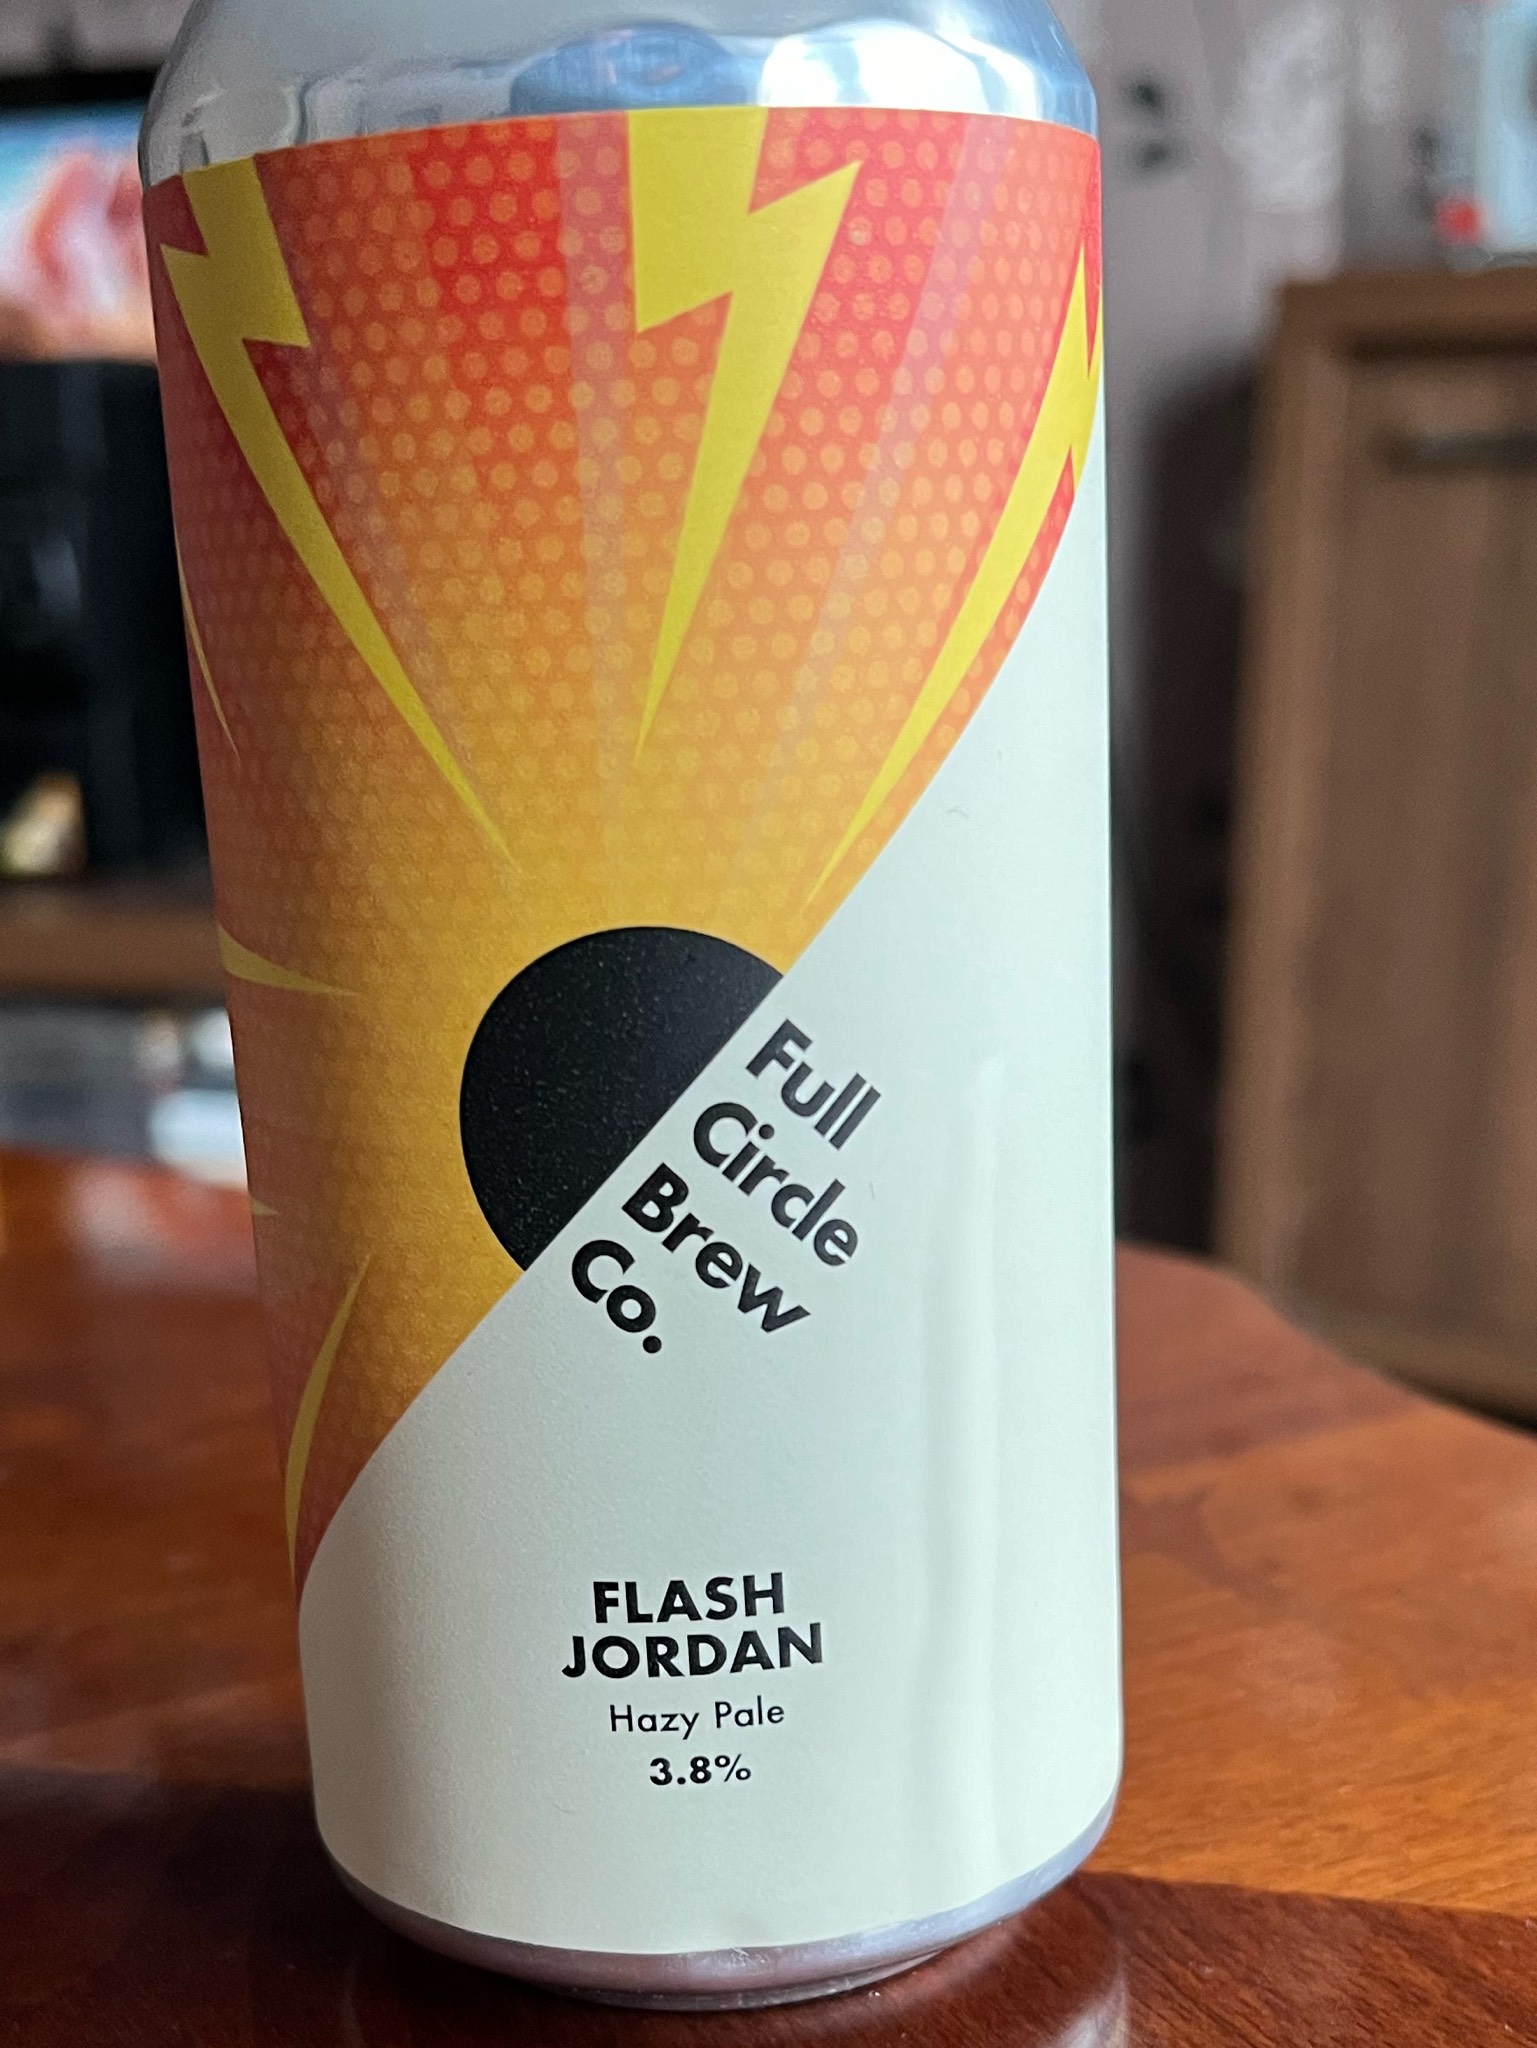 Full
Circle
Brew
Co.
FLASH
JORDAN
Hazy Pale
3.8%